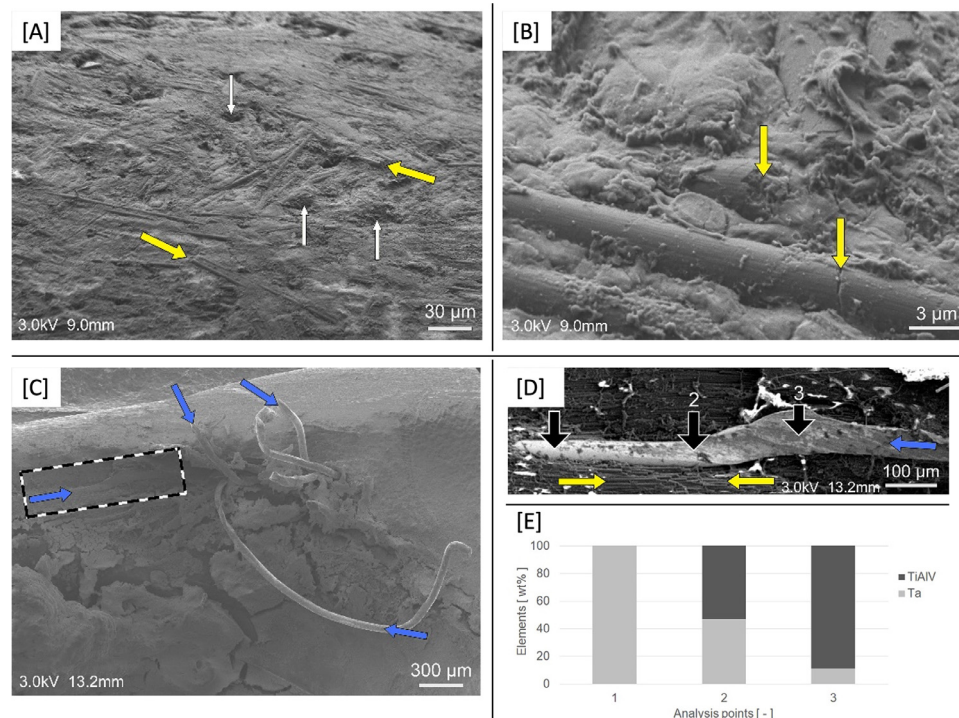 [A]
30 µm
3.0kV 9.0mm
[B]
3 µm
3.0kV 9.0mm
[C]
300 µm
3.0kV 13.2mm
[D]
2
3
100 µm
3.0kV 13.2mm
[E]
100
80
60
40
20
0
Elements [ wt% ]
1
2
3
Analysis points [ - ]
TiAlV
Ta